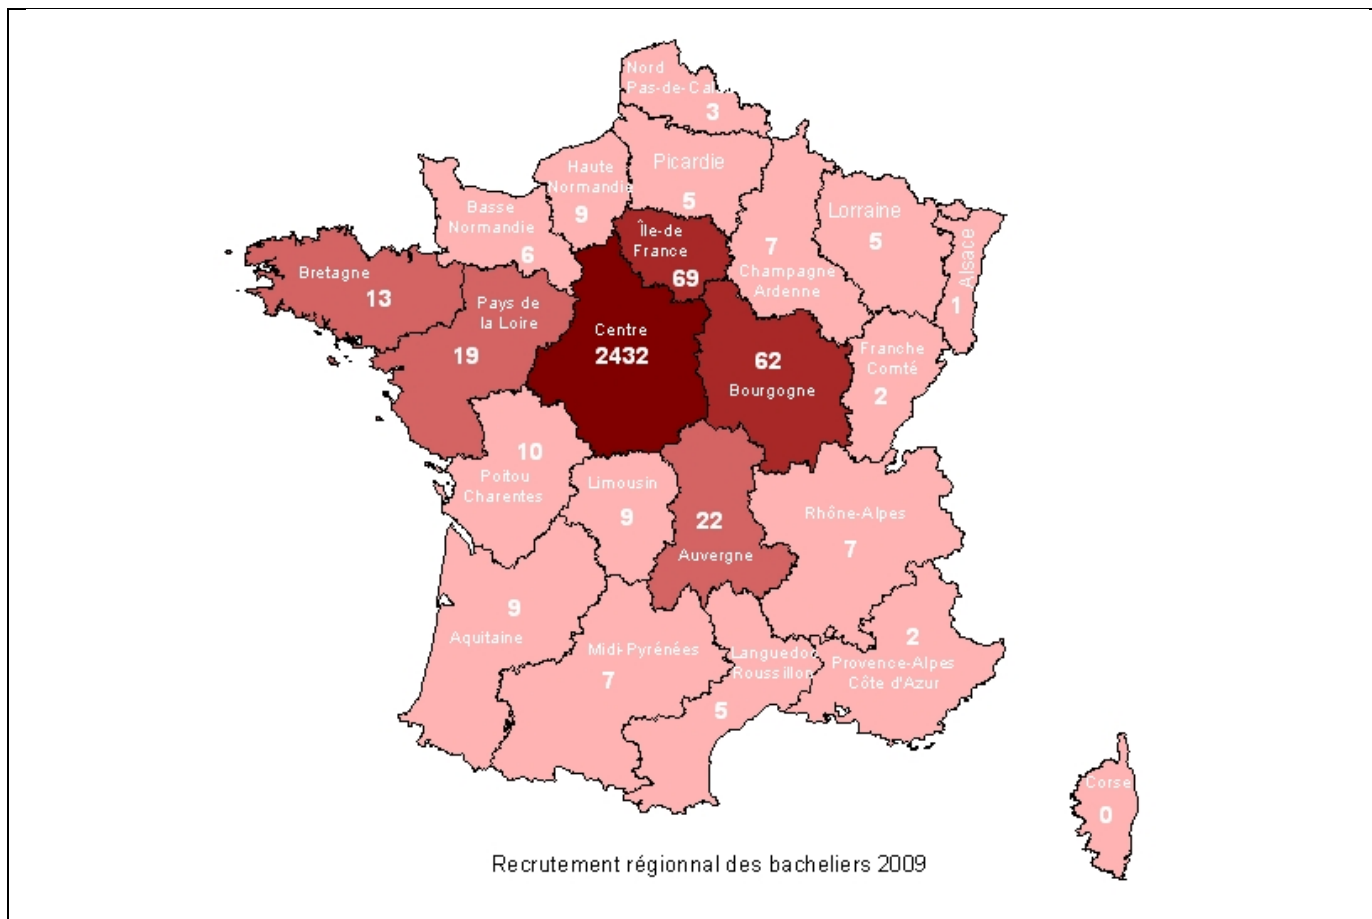 Nord
Pas-de-Cal
3
Picardie
5
Haute
Normandie
9
Basse
Normandie
6
Île-de
France
69
7
Champagne
Ardenne
Lorraine
5
Alsace
1
Bretagne
13
Pays de
la Loire
19
Centre
2432
62
Bourgogne
Franche
Comté
2
10
Poitou
Charentes
Limousin
9
22
Auvergne
Rhône-Alpes
7
9
Aquitaine
Midi-Pyrénées
7
Languedoc
Roussillon
5
2
Provence-Alpes
Côte d'Azur
Corse
0
Recrutement régionnal des bacheliers 2009